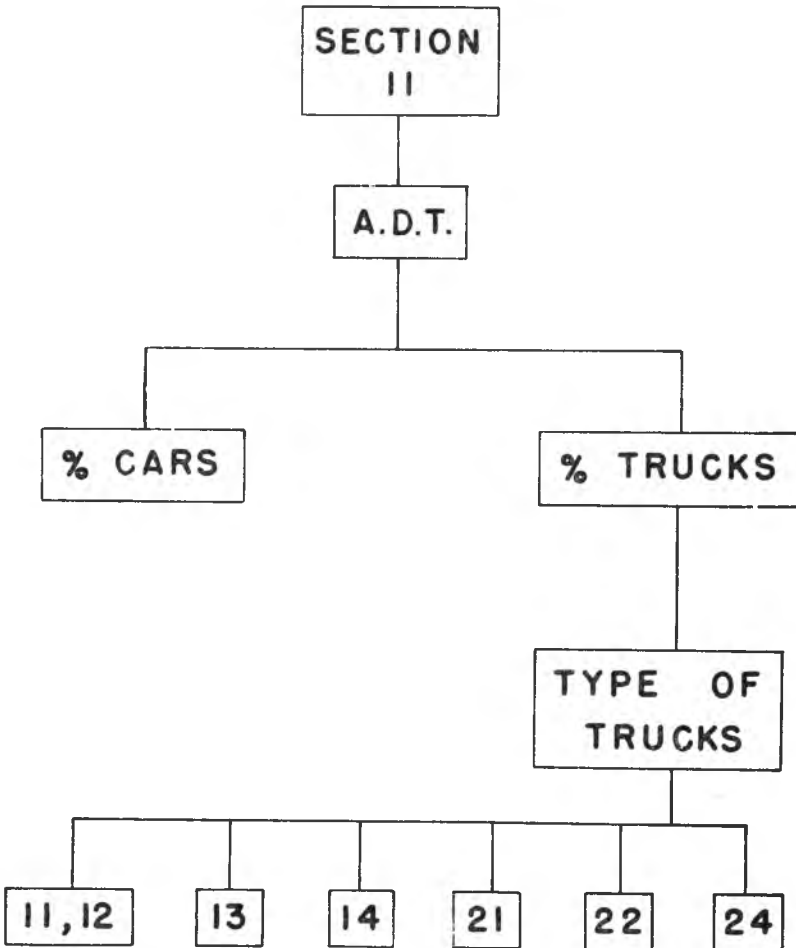 SECTION
11
A.D.T.
% CARS
% TRUCKS
TYPE OF
TRUCKS
11,12
13
14
21
22
24